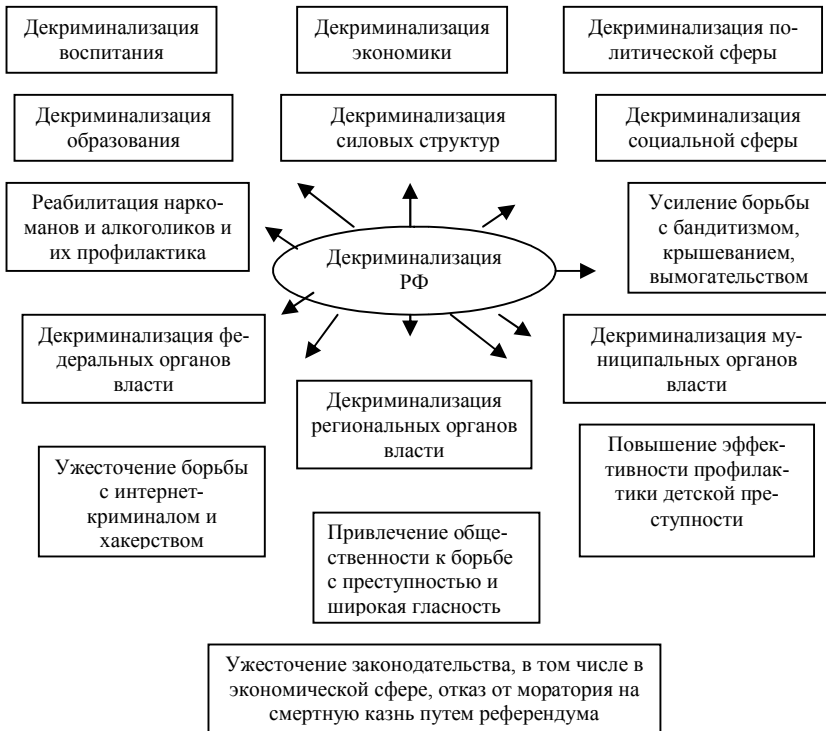 Декриминализация
воспитания
Декриминализация
экономики
Декриминализация по-
литической сферы
Декриминализация
образования
Декриминализация
силовых структур
Декриминализация
социальной сферы
Реабилитация нарко-
манов и алкоголиков и
их профилактика
Декриминализация
РФ
Усиление борьбы
с бандитизмом,
крышеванием,
вымогательством
Декриминализация фе-
деральных органов
власти
Декриминализация
региональных органов
власти
Декриминализация му-
ниципальных органов
власти
Ужесточение борьбы
с интернет-
криминалом и
хакерством
Привлечение обще-
ственности к борьбе
с преступностью и
широкая гласность
Повышение эффек-
тивности профилак-
тики детской пре-
ступности
Ужесточение законодательства, в том числе в
экономической сфере, отказ от моратория на
смертную казнь путем референдума